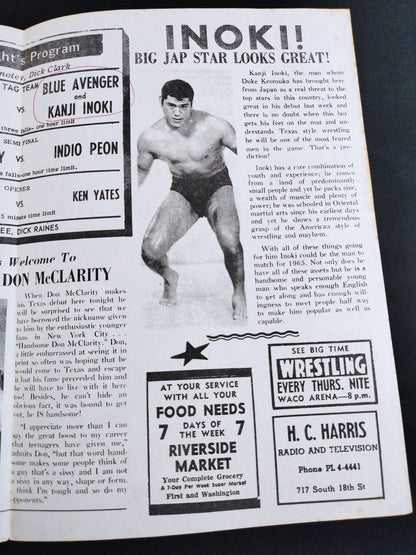 ht's Program
moter, Dick Clark
TAG TEAM
BLUE AVENGER
and
VS.
KANJI INOKI
three falls- one hour limit
SEMI FINAL
Y
VS.
INDIO PEON
e falls-one hour time limit.
OPENER
VS.
KEN YATES
5 minute time limit
EE, DICK RAINES
Welcome To
DON McCLARITY
When Don McClarity makes
his Texas debut here tonight he
will be surprised to see that we
have borrowed the nickname given
to him by the enthusiastic younger
fans in New York City . . .
"Handsome Don McClarity." Don,
a little embarrassed at seeing it in
print so often was hoping that he
would come to Texas and escape
it but his fame preceeded him and
he will have to live with it here
too! Besides, he can't hide an
obvious fact, it was bound to get
out, he IS handsome!
"I appreciate more than I can
say the great boost to my career
that teenagers have given me,"
admits Don, "but that word hand-
some makes some people think of
a guy that's a sissy and I am not
a sissy in any way, shape or form.
I think I'm tough and so do my
opponents."
INOKI!
BIG JAP STAR LOOKS GREAT!
Kanji Inoki, the man whom
Duke Keomuka has brought here
from Japan as a real threat to the
top stars in this country, looked
great in his debut last week and
there is no doubt when this boy
gets his feet on the mat and un-
derstands Texas style wrestling
he will be one of the most feared
men in the game. That's a pre-
diction!
Inoki has a rare combination of
youth and experience; he comes
from a land of predominantly
small people and yet he packs size,
a wealth of muscle and plenty of
power; he was schooled in Oriental
martial arts since his earliest days
and yet he shows a tremendous
grasp of the American style of
wrestling and mayhem.
With all of these things going
for him Inoki could be the man to
watch for 1965. Not only does he
have all of these assets but he is a
handsome and personable young
man who speaks enough English
to get along and has enough will-
ingness to meet people half way
to make him popular as well as
capable.
AT YOUR SERVICE
WITH ALL YOUR
FOOD NEEDS
7 DAYS OF THE WEEK 7
RIVERSIDE
MARKET
Your Complete Grocery
A 7-Day Per Week Super Market
First and Washington
SEE BIG TIME
WRESTLING
EVERY THURS. NITE
WACO ARENA—8 p.m.
H. C. HARRIS
RADIO AND TELEVISION
Phone PL 4-4441
717 South 18th St